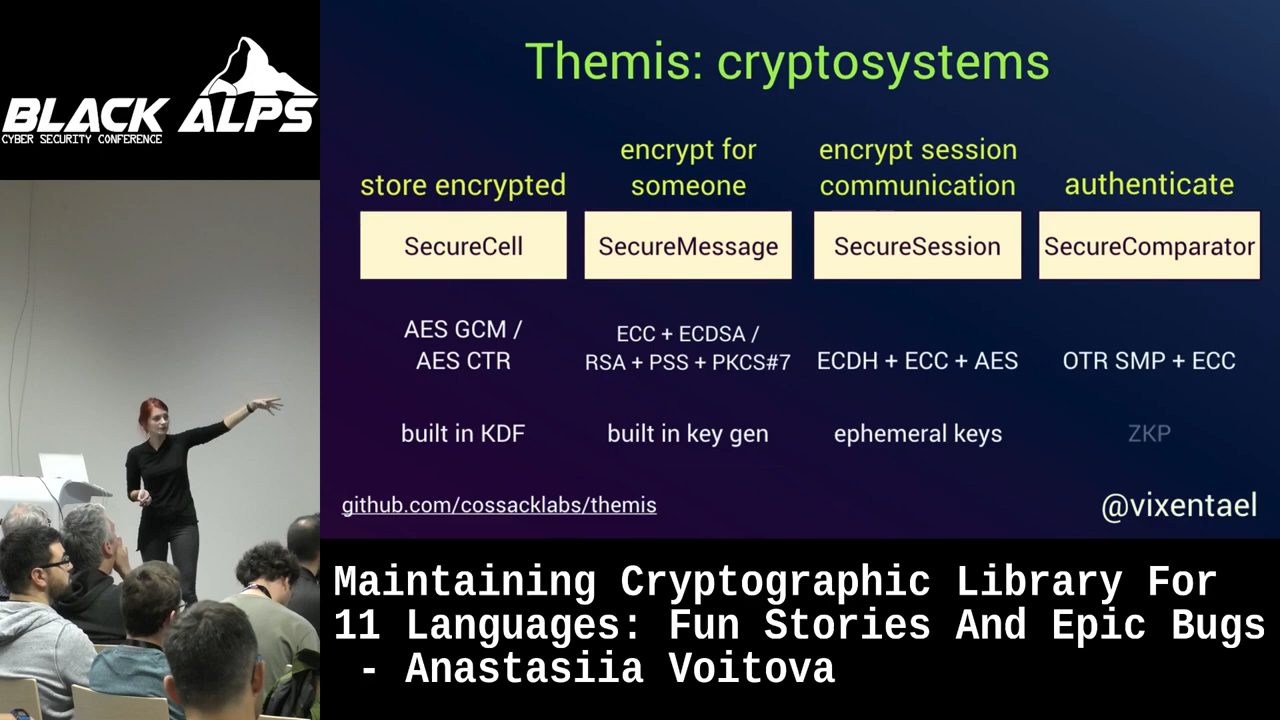 BLACK ALPS
CYBER SECURITY CONFERENCE
Themis: cryptosystems
store encrypted
encrypt for
someone
encrypt session
communication
authenticate
SecureCell
SecureMessage
SecureSession
SecureComparator
AES GCM /
AES CTR
ECC + ECDSA /
RSA + PSS + PKCS#7
ECDH + ECC + AES
OTR SMP + ECC
built in KDF
built in key gen
ephemeral keys
ZKP
github.com/cossacklabs/themis
@vixentael
Maintaining Cryptographic Library For
11 Languages: Fun Stories And Epic Bugs
- Anastasiia Voitova